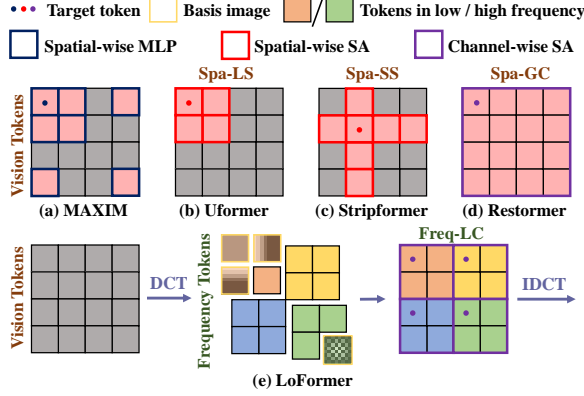 Target token Basis image / Tokens in low / high frequency
Spatial-wise MLP Spatial-wise SA Channel-wise SA
Spa-LS Spa-SS Spa-GC
Vision Tokens
(a) MAXIM (b) Uformer (c) Stripformer (d) Restormer
Vision Tokens
DCT
Frequency Tokens
Freq-LC
IDCT
(e) LoFormer